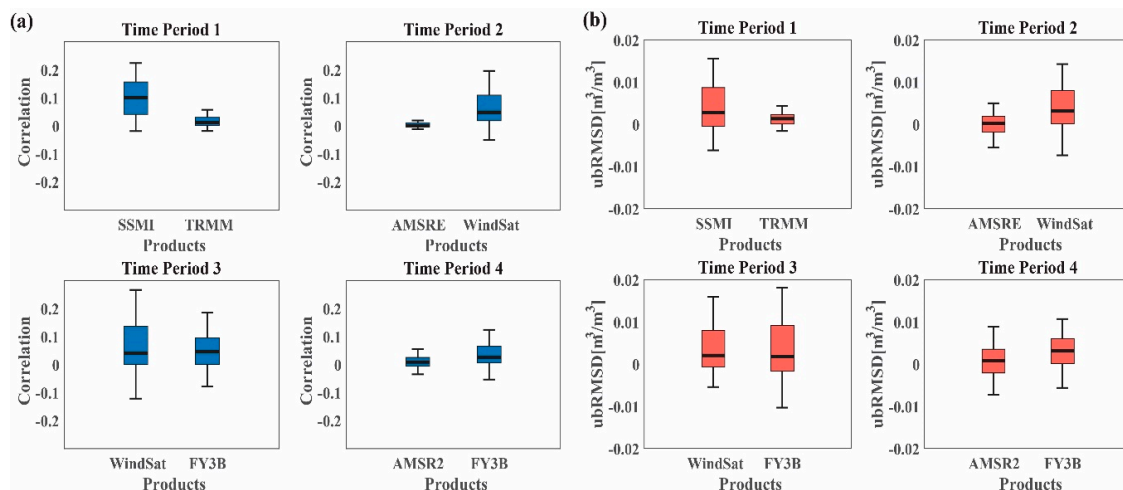 (a)
Time Period 1
Correlation
0.2
0.1
0
-0.1
-0.2
SSMI TRMM
Products
Time Period 2
Correlation
0.2
0.1
0
-0.1
-0.2
AMSRE WindSat
Products
Time Period 3
Correlation
0.2
0.1
0
-0.1
-0.2
WindSat FY3B
Products
Time Period 4
Correlation
0.2
0.1
0
-0.1
-0.2
AMSR2 FY3B
Products
(b)
Time Period 1
ubRMSD[m³/m³]
0.02
0.01
0
-0.01
-0.02
SSMI TRMM
Products
Time Period 2
ubRMSD[m³/m³]
0.02
0.01
0
-0.01
-0.02
AMSRE WindSat
Products
Time Period 3
ubRMSD[m³/m³]
0.02
0.01
0
-0.01
-0.02
WindSat FY3B
Products
Time Period 4
ubRMSD[m³/m³]
0.02
0.01
0
-0.01
-0.02
AMSR2 FY3B
Products